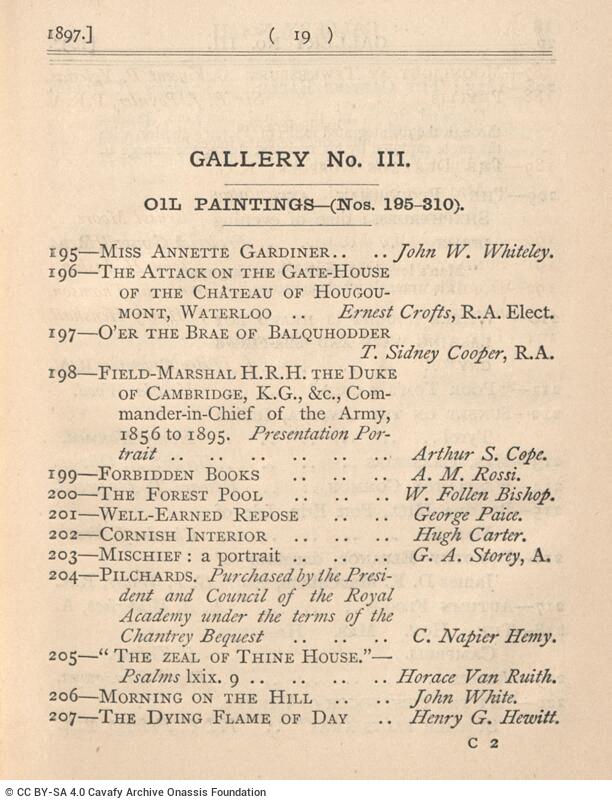 1897.] ( 19 )
GALLERY No. III.
OIL PAINTINGS—(Nos. 195–310).
195—Miss Annette Gardiner.. .. John W. Whiteley.
196—The Attack on the Gate-House
of the Château of Hougou-
mont, Waterloo .. Ernest Crofts, R.A. Elect.
197—O'er the Brae of Balquhodder
T. Sidney Cooper, R.A.
198—Field-Marshal H.R.H. the Duke
of Cambridge, K.G., &c., Com-
mander-in-Chief of the Army,
1856 to 1895. Presentation Por-
trait .. .. .. .. .. .. Arthur S. Cope.
199—Forbidden Books .. .. .. A. M. Rossi.
200—The Forest Pool .. .. .. W. Follen Bishop.
201—Well-Earned Repose .. .. George Paice.
202—Cornish Interior .. .. .. Hugh Carter.
203—Mischief: a portrait .. .. .. G. A. Storey, A.
204—Pilchards. Purchased by the Presi-
dent and Council of the Royal
Academy under the terms of the
Chantrey Bequest .. .. .. C. Napier Hemy.
205—"The zeal of Thine House."—
Psalms lxix. 9 .. .. .. .. Horace Van Ruith.
206—Morning on the Hill .. .. John White.
207—The Dying Flame of Day .. Henry G. Hewitt.
C 2
© CC BY-SA 4.0 Cavafy Archive Onassis Foundation